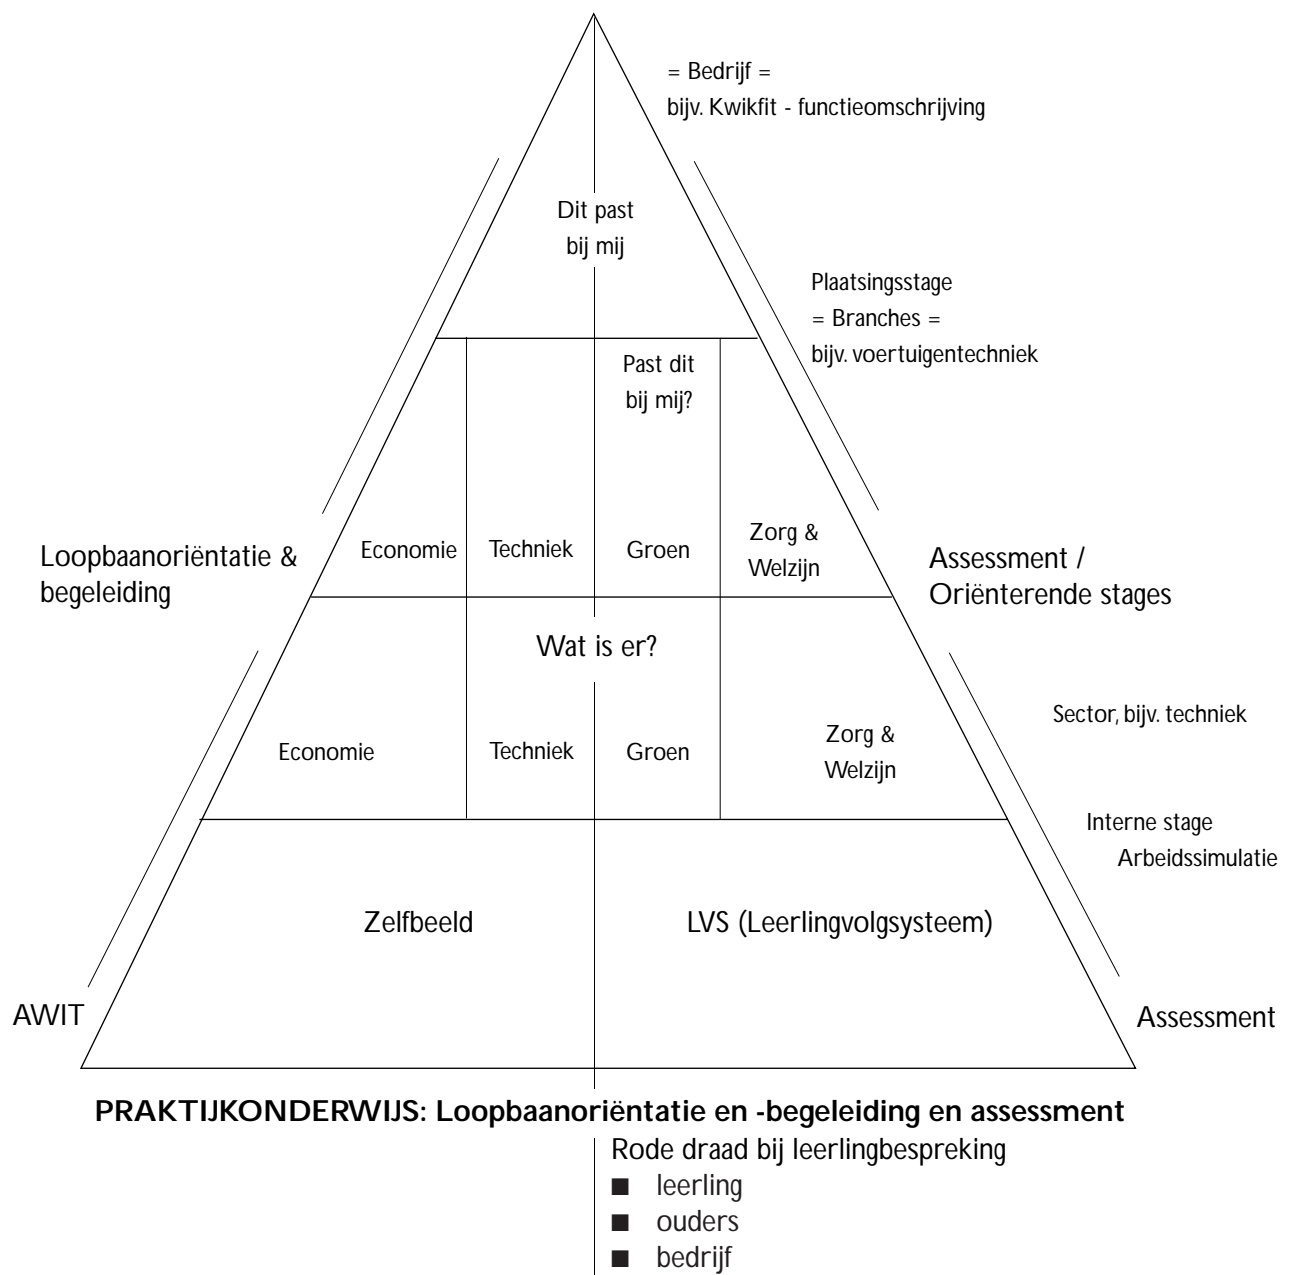 = Bedrijf =
bijv. Kwikfit - functieomschrijving
Dit past
bij mij
Plaatsingsstage
= Branches =
bijv. voertuigentechniek
Past dit
bij mij?
Loopbaanoriëntatie &
begeleiding
Economie
Techniek
Groen
Zorg &
Welzijn
Assessment /
Oriënterende stages
Wat is er?
Sector, bijv. techniek
Economie
Techniek
Groen
Zorg &
Welzijn
Interne stage
Arbeidssimulatie
Zelfbeeld
LVS (Leerlingvolgsysteem)
AWIT
Assessment
PRAKTIJKONDERWIJS: Loopbaanoriëntatie en -begeleiding en assessment
Rode draad bij leerlingbespreking
■ leerling
■ ouders
■ bedrijf